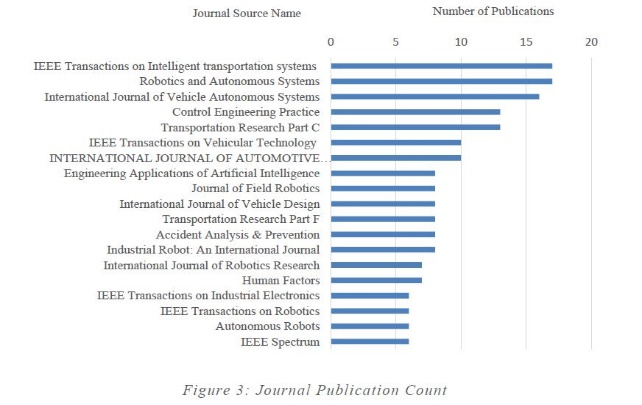 Journal Source Name
Number of Publications
0 5 10 15 20
IEEE Transactions on Intelligent transportation systems
Robotics and Autonomous Systems
International Journal of Vehicle Autonomous Systems
Control Engineering Practice
Transportation Research Part C
IEEE Transactions on Vehicular Technology
INTERNATIONAL JOURNAL OF AUTOMOTIVE…
Engineering Applications of Artificial Intelligence
Journal of Field Robotics
International Journal of Vehicle Design
Transportation Research Part F
Accident Analysis & Prevention
Industrial Robot: An International Journal
International Journal of Robotics Research
Human Factors
IEEE Transactions on Industrial Electronics
IEEE Transactions on Robotics
Autonomous Robots
IEEE Spectrum
Figure 3: Journal Publication Count